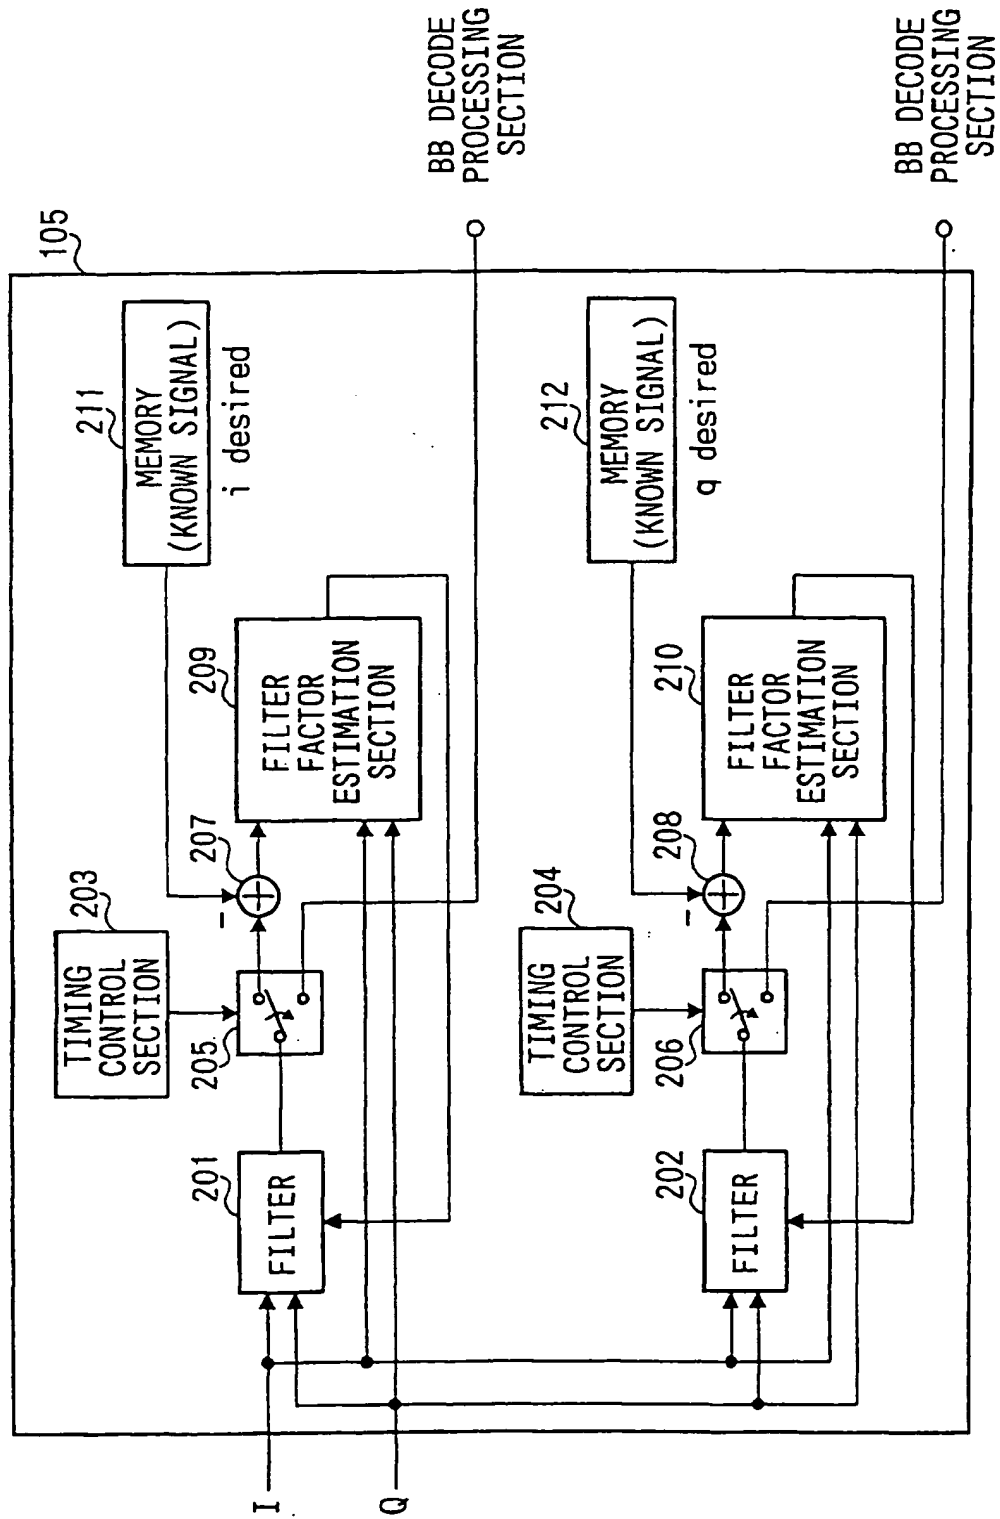 105
211
MEMORY
(KNOWN SIGNAL)
i desired
203
TIMING
CONTROL
SECTION
207
-
209
FILTER
FACTOR
ESTIMATION
SECTION
201
FILTER
205
BB DECODE
PROCESSING
SECTION
I
Q
212
MEMORY
(KNOWN SIGNAL)
q desired
204
TIMING
CONTROL
SECTION
208
-
210
FILTER
FACTOR
ESTIMATION
SECTION
202
FILTER
206
BB DECODE
PROCESSING
SECTION